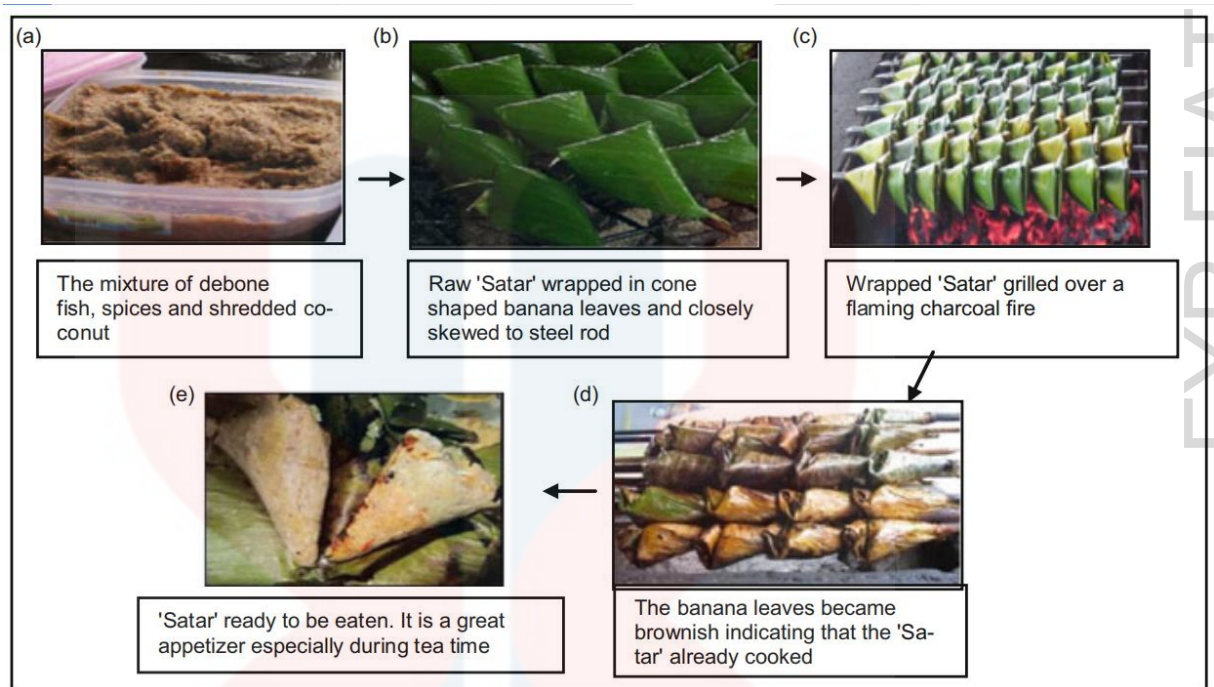 (a)
(b)
(c)
The mixture of debone
fish, spices and shredded co-
conut
Raw 'Satar' wrapped in cone
shaped banana leaves and closely
skewed to steel rod
Wrapped 'Satar' grilled over a
flaming charcoal fire
(e)
(d)
'Satar' ready to be eaten. It is a great
appetizer especially during tea time
The banana leaves became
brownish indicating that the 'Sa-
tar' already cooked